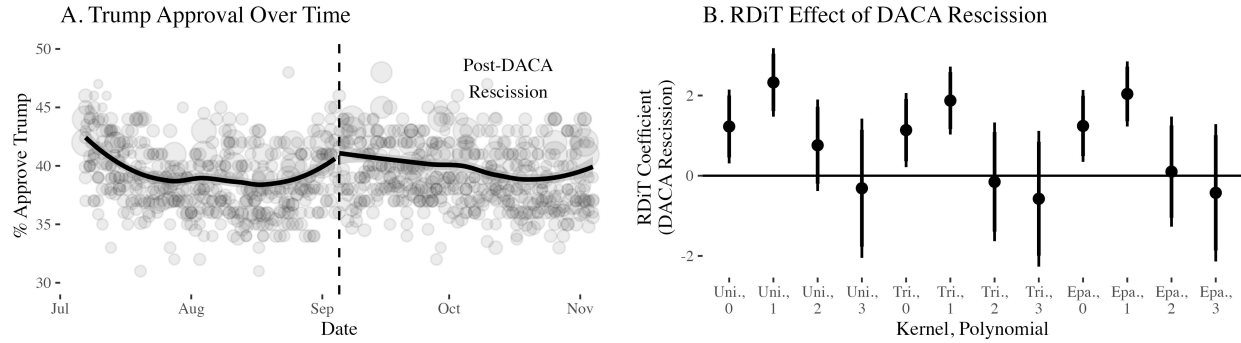 A. Trump Approval Over Time
% Approve Trump
50
45
40
35
30
Post-DACA
Rescission
Jul
Aug
Sep
Oct
Nov
Date
B. RDiT Effect of DACA Rescission
RDiT Coefficient
(DACA Rescission)
2
0
-2
Uni., Uni., Uni., Uni., Tri., Tri., Tri., Tri., Epa., Epa., Epa., Epa.,
0 1 2 3 0 1 2 3 0 1 2 3
Kernel, Polynomial